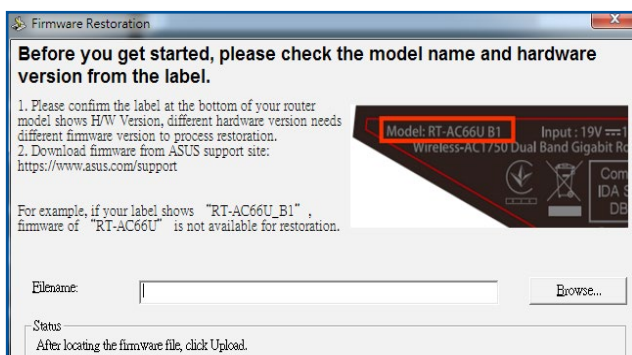 Firmware Restoration
Before you get started, please check the model name and hardware
version from the label.
1. Please confirm the label at the bottom of your router
model shows H/W Version, different hardware version needs
different firmware version to process restoration.
2. Download firmware from ASUS support site:
https://www.asus.com/support
For example, if your label shows “RT-AC66U_B1”,
firmware of “RT-AC66U” is not available for restoration.
Model: RT-AC66U B1 Input : 19V
Wireless-AC1750 Dual Band Gigabit
Com
IDA
DB
Filename:
Browse...
Status
After locating the firmware file, click Upload.